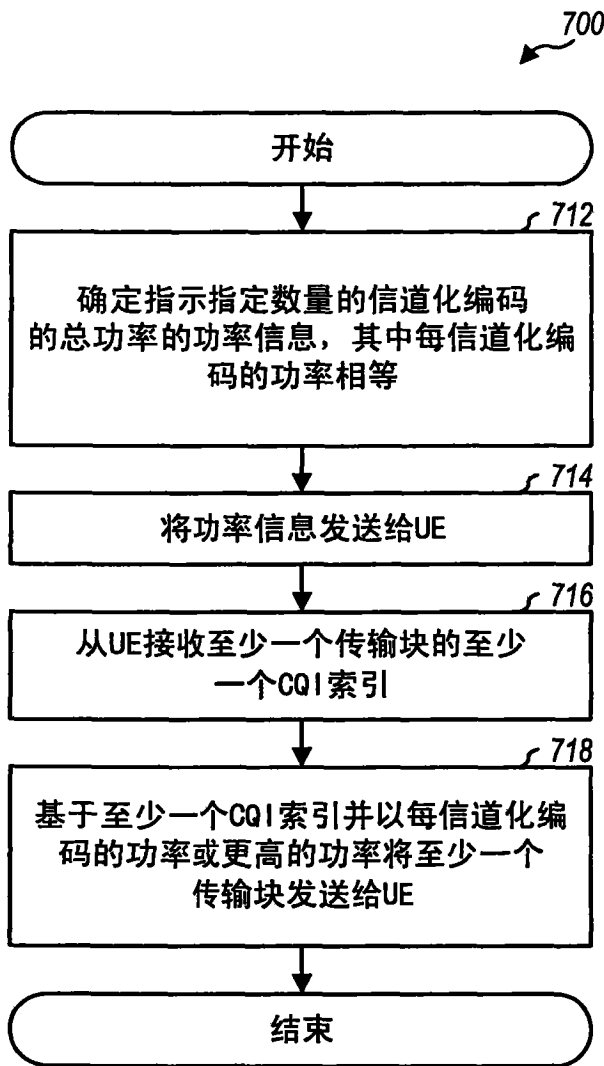 700
开始
712
确定指示指定数量的信道化编码
的总功率的功率信息，其中每信道化编
码的功率相等
714
将功率信息发送给UE
716
从UE接收至少一个传输块的至少
一个CQI索引
718
基于至少一个CQI索引并以每信道化编
码的功率或更高的功率将至少一个
传输块发送给UE
结束